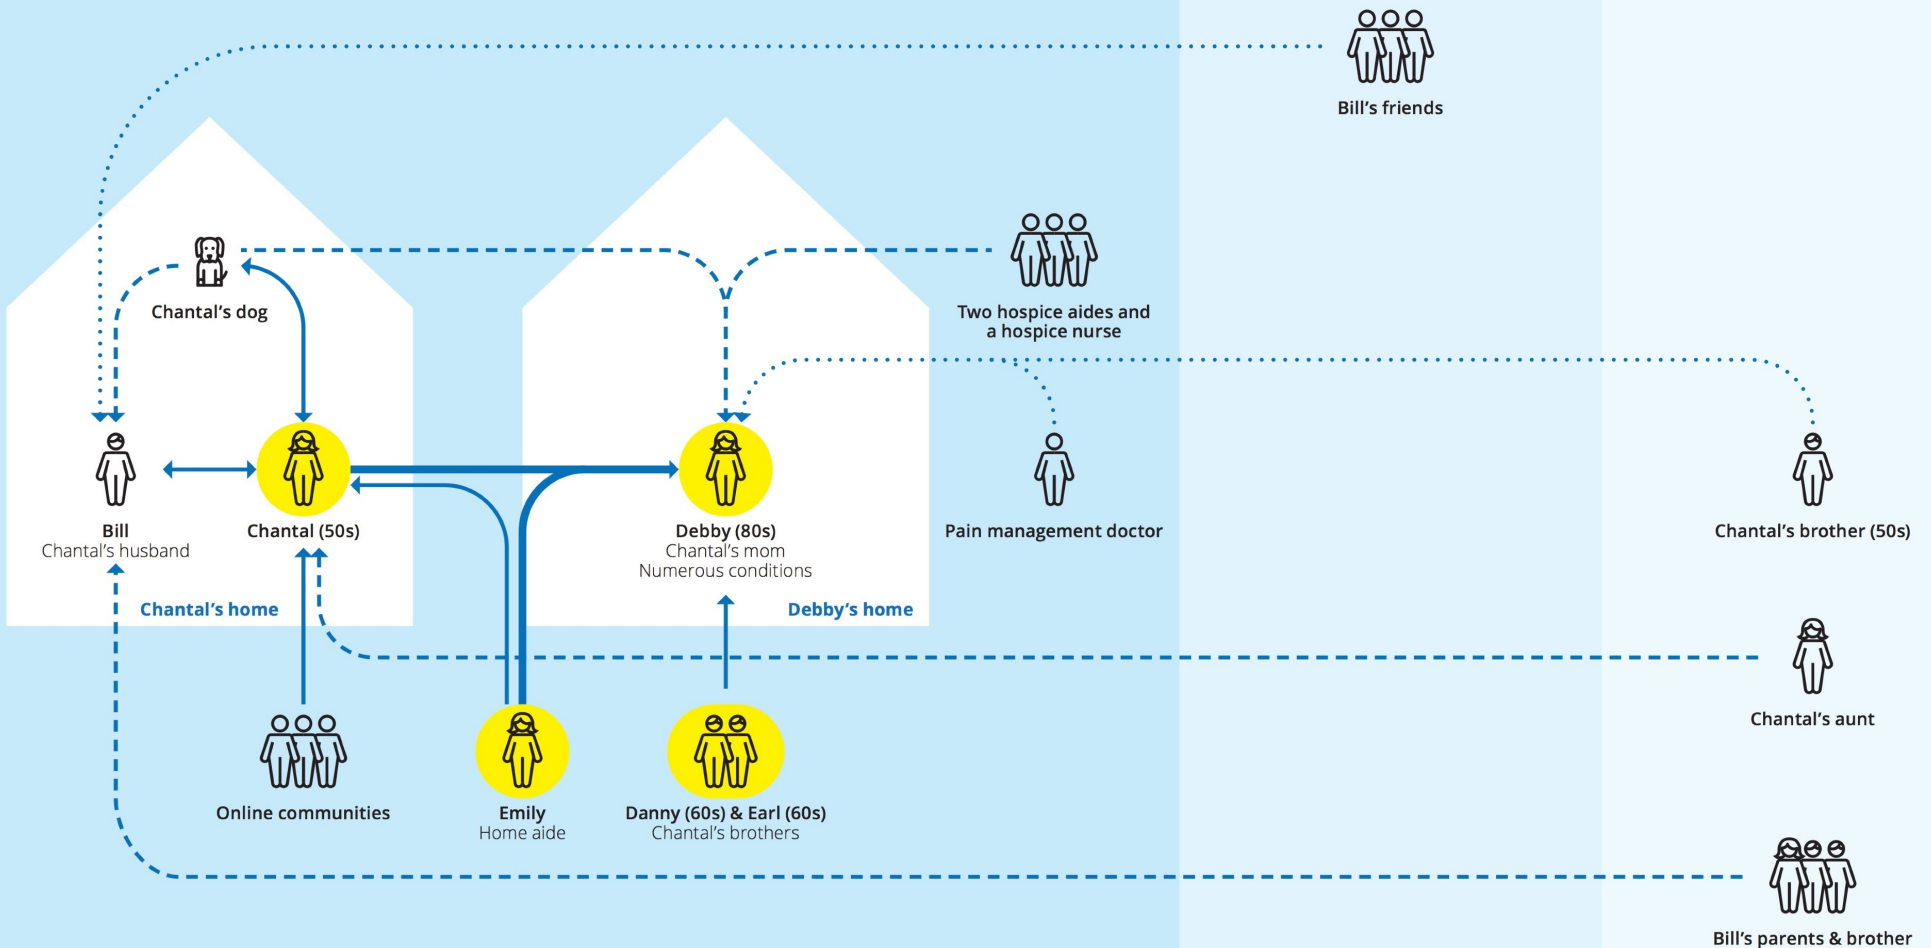 Bill’s friends
Chantal’s dog
Two hospice aides and
a hospice nurse
Bill
Chantal’s husband
Chantal (50s)
Debby (80s)
Chantal’s mom
Numerous conditions
Pain management doctor
Chantal’s brother (50s)
Chantal’s home
Debby’s home
Chantal’s aunt
Online communities
Emily
Home aide
Danny (60s) & Earl (60s)
Chantal’s brothers
Bill’s parents & brother